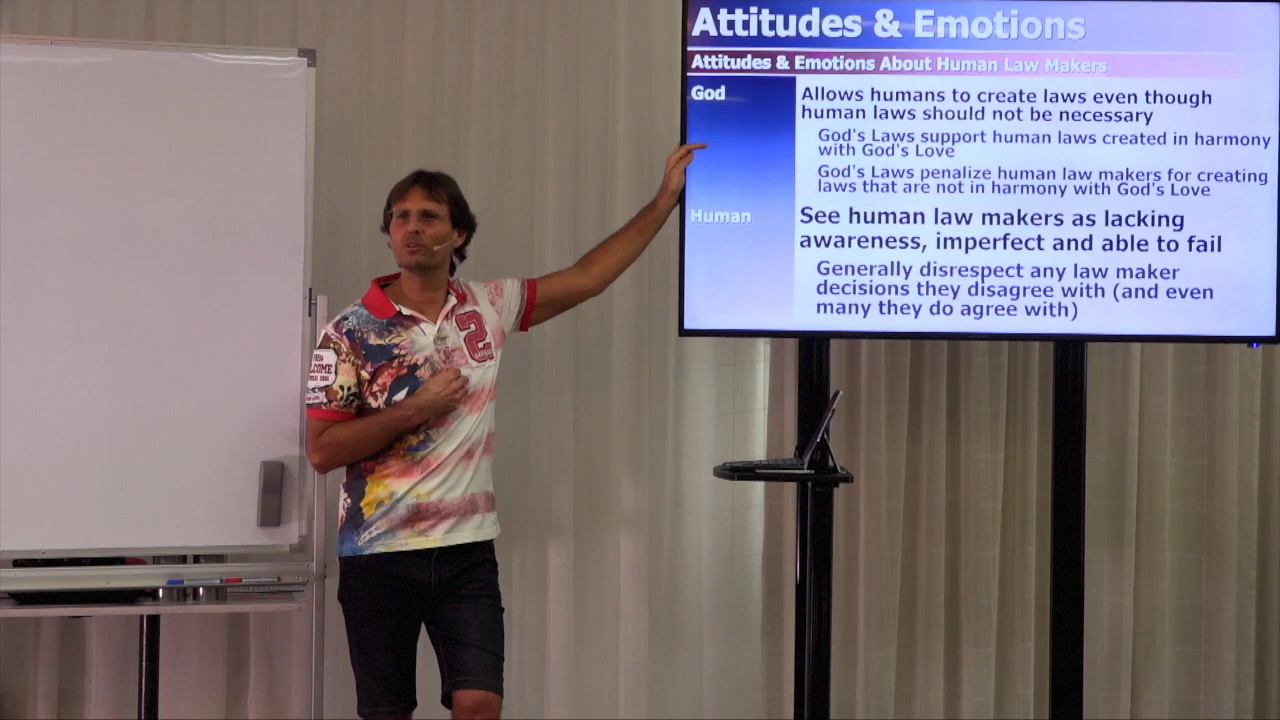 Attitudes & Emotions
Attitudes & Emotions About Human Law Makers
God
Allows humans to create laws even though
human laws should not be necessary
God's Laws support human laws created in harmony
with God's Love
God's Laws penalize human law makers for creating
laws that are not in harmony with God's Love
Human
See human law makers as lacking
awareness, imperfect and able to fail
Generally disrespect any law maker
decisions they disagree with (and even
many they do agree with)
2